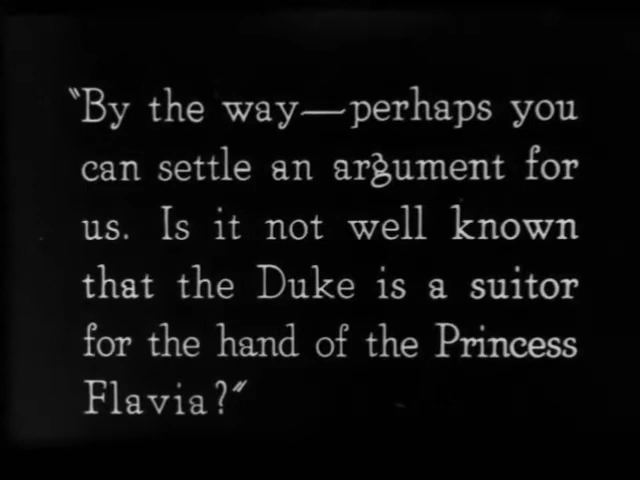 "By the way—perhaps you
can settle an argument for
us. Is it not well known
that the Duke is a suitor
for the hand of the Princess
Flavia?"